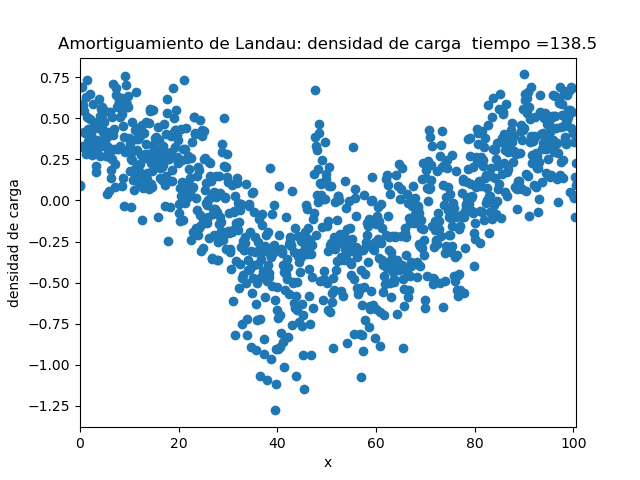 Amortiguamiento de Landau: densidad de carga  tiempo =138.5
densidad de carga
0.75
0.50
0.25
0.00
−0.25
−0.50
−0.75
−1.00
−1.25
0 20 40 60 80 100
x